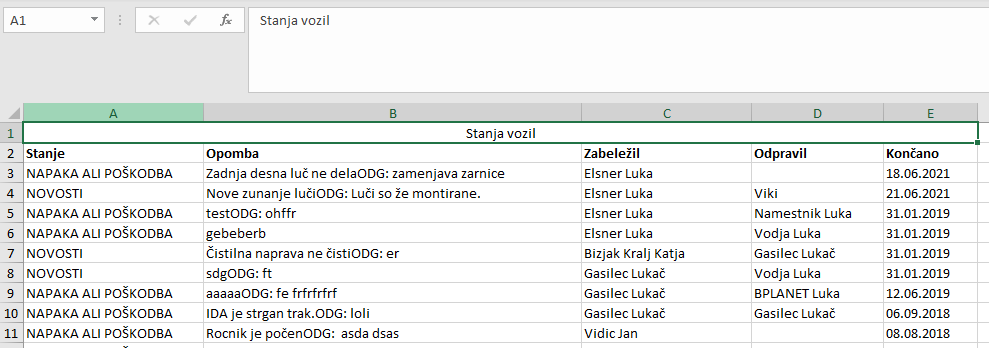 A1 fx Stanja vozil
A B C D E
1 Stanja vozil
2 Stanje Opomba Zabeležil Odpravil Končano
3 NAPAKA ALI POŠKODBA Zadnja desna luč ne delaODG: zamenjava zarnice Elsner Luka 18.06.2021
4 NOVOSTI Nove zunanje lučiODG: Luči so že montirane. Elsner Luka Viki 21.06.2021
5 NAPAKA ALI POŠKODBA testODG: ohffr Elsner Luka Namestnik Luka 31.01.2019
6 NAPAKA ALI POŠKODBA gebeberb Elsner Luka Vodja Luka 31.01.2019
7 NOVOSTI Čistilna naprava ne čistiODG: er Bizjak Kralj Katja Gasilec Lukač 31.01.2019
8 NOVOSTI sdgODG: ft Gasilec Lukač Vodja Luka 31.01.2019
9 NAPAKA ALI POŠKODBA aaaaaODG: fe frfrfrfrf Gasilec Lukač BPLANET Luka 12.06.2019
10 NAPAKA ALI POŠKODBA IDA je strgan trak.ODG: loli Gasilec Lukač Gasilec Lukač 06.09.2018
11 NAPAKA ALI POŠKODBA Rocnik je počenODG:  asda dsas Vidic Jan 08.08.2018